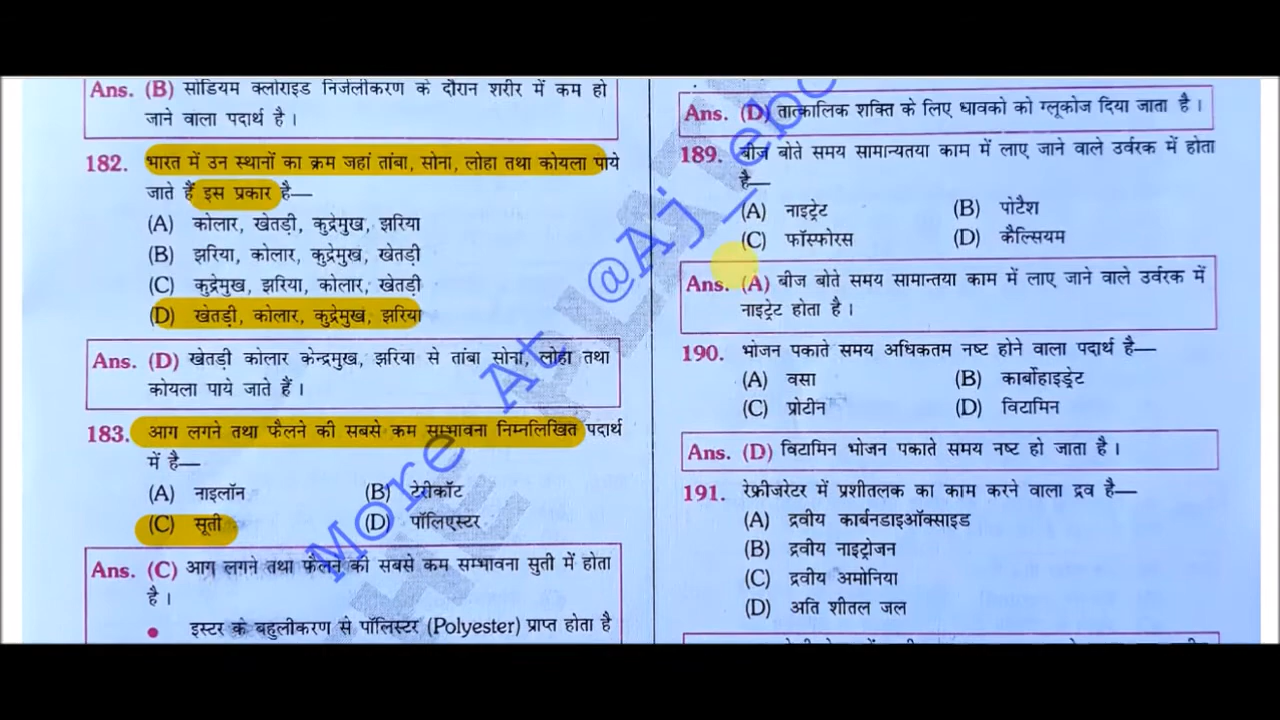 Ans. (B) सोडियम क्लोराइड निर्जलीकरण के दौरान शरीर में कम हो
जाने वाला पदार्थ है ।
182. भारत में उन स्थानों का क्रम जहां तांबा, सोना, लोहा तथा कोयला पाये
जाते हैं इस प्रकार है—
(A) कोलार, खेतड़ी, कुद्रेमुख, झरिया
(B) झरिया, कोलार, कुद्रेमुख, खेतड़ी
(C) कुद्रेमुख, झरिया, कोलार, खेतड़ी
(D) खेतड़ी, कोलार, कुद्रेमुख, झरिया
Ans. (D) खेतड़ी कोलार केन्द्रमुख, झरिया से तांबा सोना, लोहा तथा
कोयला पाये जाते हैं ।
183. आग लगने तथा फैलने की सबसे कम सम्भावना निम्नलिखित पदार्थ
में है—
(A) नाइलॉन (B) टेरीकॉट
(C) सूती (D) पॉलिएस्टर
Ans. (C) आग लगने तथा फैलने की सबसे कम सम्भावना सुती में होता
है ।
• इस्टर के बहुलीकरण से पॉलिस्टर (Polyester) प्राप्त होता है
Ans. (D) तात्कालिक शक्ति के लिए धावको को ग्लूकोज दिया जाता है ।
189. बीज बोते समय सामान्यतया काम में लाए जाने वाले उर्वरक में होता
है—
(A) नाइट्रेट (B) पोटैश
(C) फॉस्फोरस (D) कैल्सियम
Ans. (A) बीज बोते समय सामान्तया काम में लाए जाने वाले उर्वरक में
नाइट्रेट होता है ।
190. भोजन पकाते समय अधिकतम नष्ट होने वाला पदार्थ है—
(A) वसा (B) कार्बोहाइड्रेट
(C) प्रोटीन (D) विटामिन
Ans. (D) विटामिन भोजन पकाते समय नष्ट हो जाता है ।
191. रेफ्रीजरेटर में प्रशीतलक का काम करने वाला द्रव है—
(A) द्रवीय कार्बनडाइऑक्साइड
(B) द्रवीय नाइट्रोजन
(C) द्रवीय अमोनिया
(D) अति शीतल जल
More At @Aj_ebo